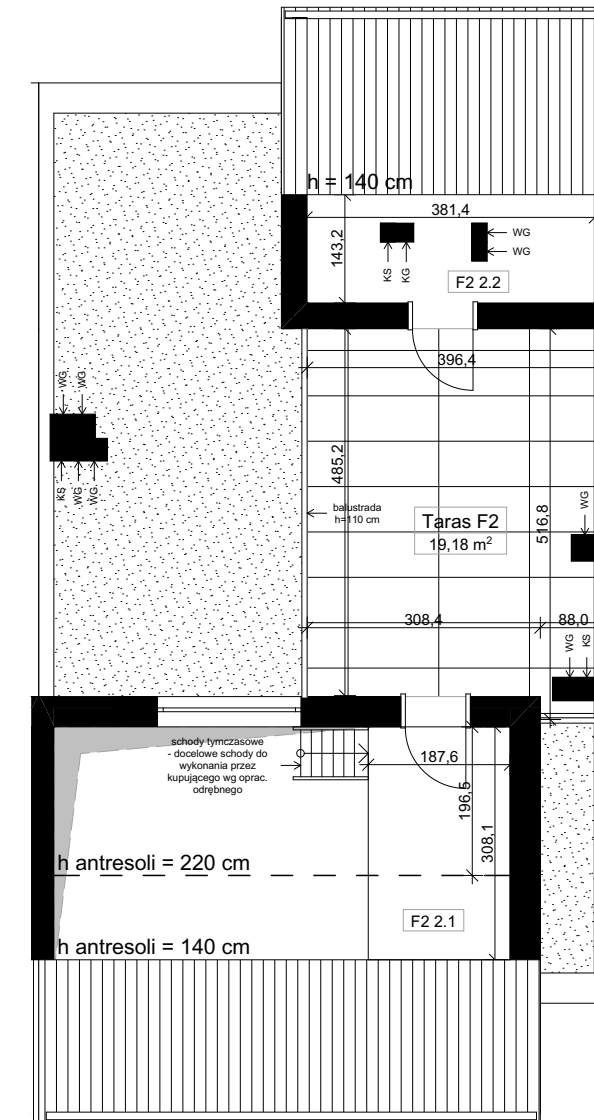 h = 140 cm
381,4
143,2
KS
KG
WG
WG
F2 2.2
396,4
WG
WG
KS
WG
WG
485,2
balustrada
h=110 cm
Taras F2
19,18 m²
516,8
WG
308,4
88,0
WG
KS
schody tymczasowe
- docelowe schody do
wykonania przez
kupującego wg oprac.
odrębnego
187,6
196,5
308,1
h antresoli = 220 cm
F2 2.1
h antresoli = 140 cm